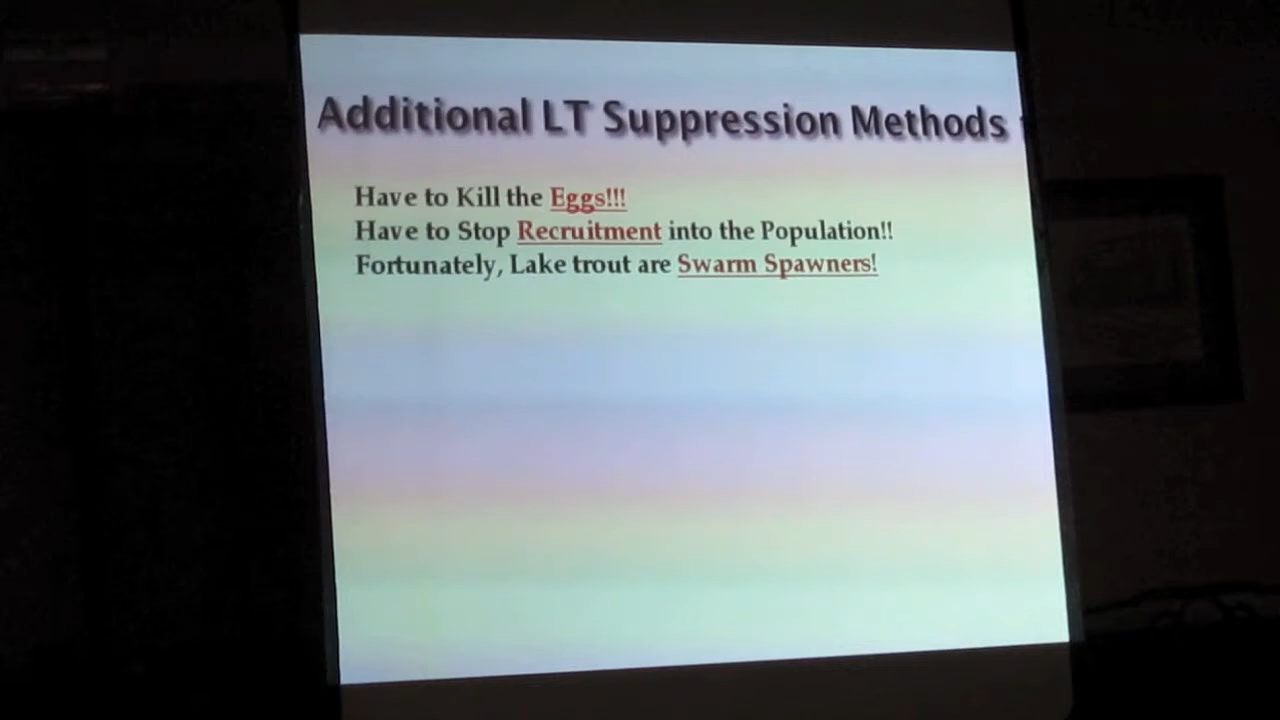 Additional LT Suppression Methods
Have to Kill the Eggs!!!
Have to Stop Recruitment into the Population!!
Fortunately, Lake trout are Swarm Spawners!